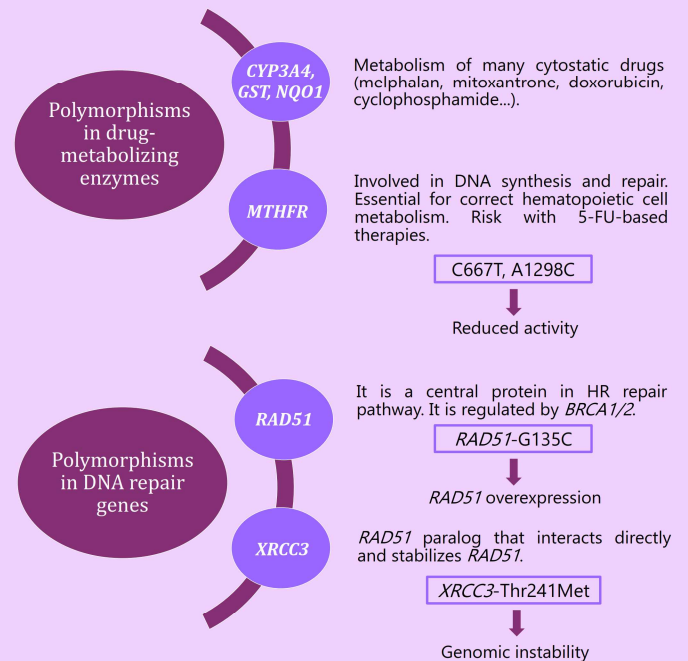 Polymorphisms
in drug-
metabolizing
enzymes
CYP3A4,
GST, NQO1
Metabolism of many cytostatic drugs
(melphalan, mitoxantrone, doxorubicin,
cyclophosphamide...).
MTHFR
Involved in DNA synthesis and repair.
Essential for correct hematopoietic cell
metabolism. Risk with 5-FU-based
therapies.
C667T, A1298C
Reduced activity
Polymorphisms
in DNA repair
genes
RAD51
It is a central protein in HR repair
pathway. It is regulated by BRCA1/2.
RAD51-G135C
RAD51 overexpression
XRCC3
RAD51 paralog that interacts directly
and stabilizes RAD51.
XRCC3-Thr241Met
Genomic instability